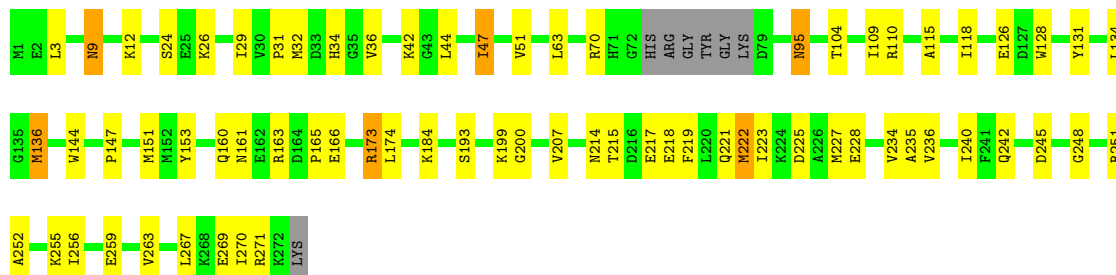 M1 E2 L3 N9 K12 S24 E25 K26 I29 V30 P31 M32 D33 H34 G35 V36 K42 G43 L44 I47 V51 L63 R70 H71 G72 HIS ARG GLY TYR GLY LYS D79 N95 T104 I109 R110 A115 I118 E126 D127 W128 Y131 L134
G135 M136 W144 P147 M151 M152 Y153 Q160 N161 E162 R163 D164 P165 E166 R173 L174 K184 S193 K199 G200 V207 N214 T215 D216 E217 E218 F219 L220 Q221 M222 I223 K224 D225 A226 M227 E228 V234 A235 V236 I240 F241 Q242 D245 G248
A252 K255 I256 E259 V263 L267 K268 E269 I270 R271 K272 LYS